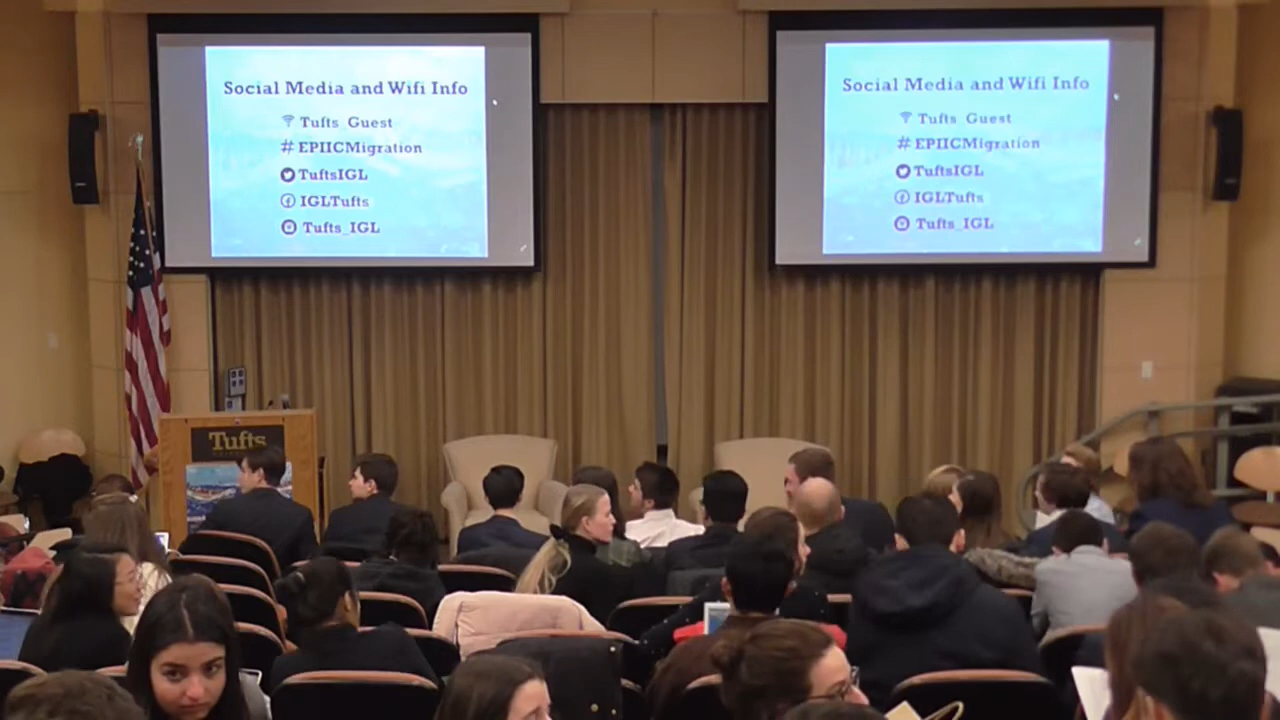 Social Media and Wifi Info
Tufts_Guest
#EPIICMigration
TuftsIGL
IGLTufts
Tufts_IGL
Social Media and Wifi Info
Tufts_Guest
#EPIICMigration
TuftsIGL
IGLTufts
Tufts_IGL
Tufts